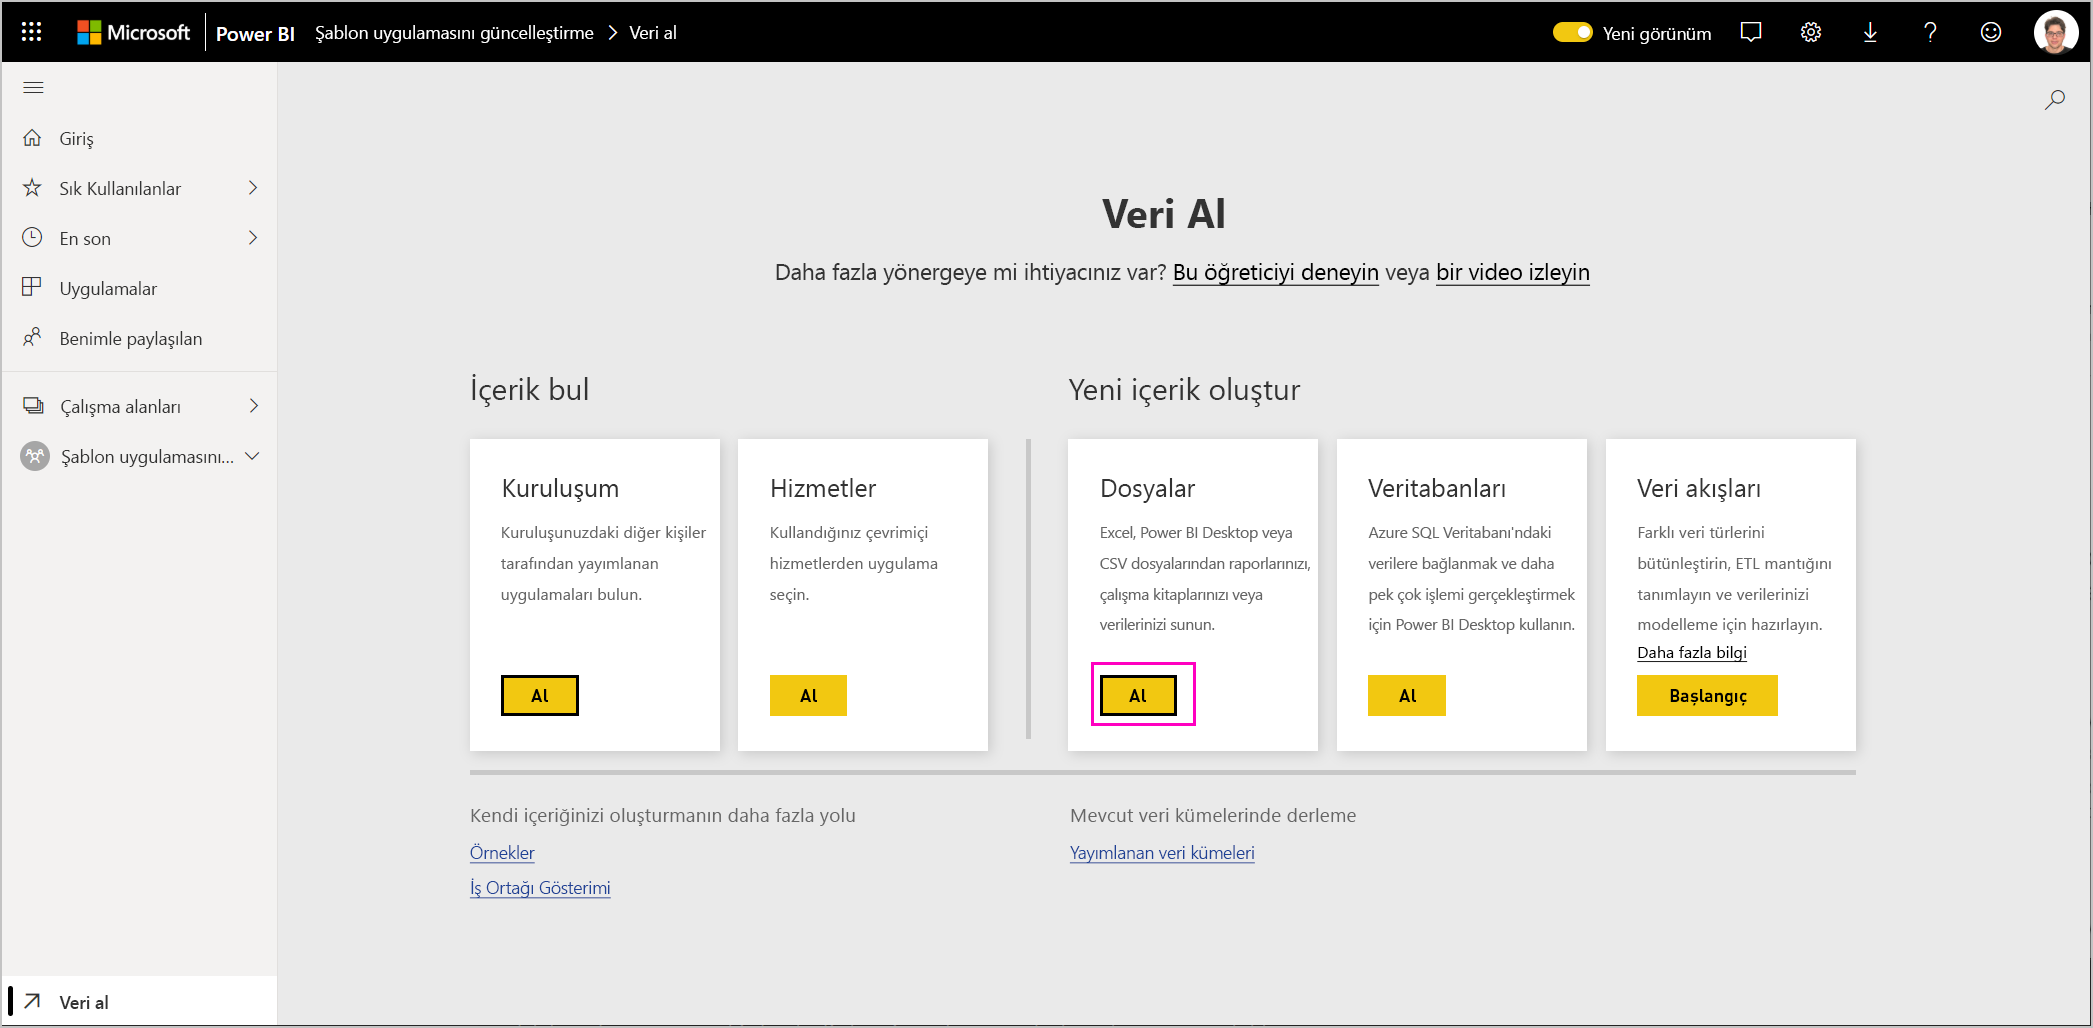 Microsoft Power BI Şablon uygulamasını güncelleştirme > Veri al Yeni görünüm
Giriş
Sık Kullanılanlar
En son
Uygulamalar
Benimle paylaşılan
Çalışma alanları
Şablon uygulamasını...
Veri al
Veri Al
Daha fazla yönergeye mi ihtiyacınız var? Bu öğreticiyi deneyin veya bir video izleyin
İçerik bul
Kuruluşum
Kuruluşunuzdaki diğer kişiler
tarafından yayımlanan
uygulamaları bulun.
Al
Hizmetler
Kullandığınız çevrimiçi
hizmetlerden uygulama
seçin.
Al
Yeni içerik oluştur
Dosyalar
Excel, Power BI Desktop veya
CSV dosyalarından raporlarınızı,
çalışma kitaplarınızı veya
verilerinizi sunun.
Al
Veritabanları
Azure SQL Veritabanı'ndaki
verilere bağlanmak ve daha
pek çok işlemi gerçekleştirmek
için Power BI Desktop kullanın.
Al
Veri akışları
Farklı veri türlerini
bütünleştirin, ETL mantığını
tanımlayın ve verilerinizi
modelleme için hazırlayın.
Daha fazla bilgi
Başlangıç
Kendi içeriğinizi oluşturmanın daha fazla yolu
Örnekler
İş Ortağı Gösterimi
Mevcut veri kümelerinde derleme
Yayımlanan veri kümeleri